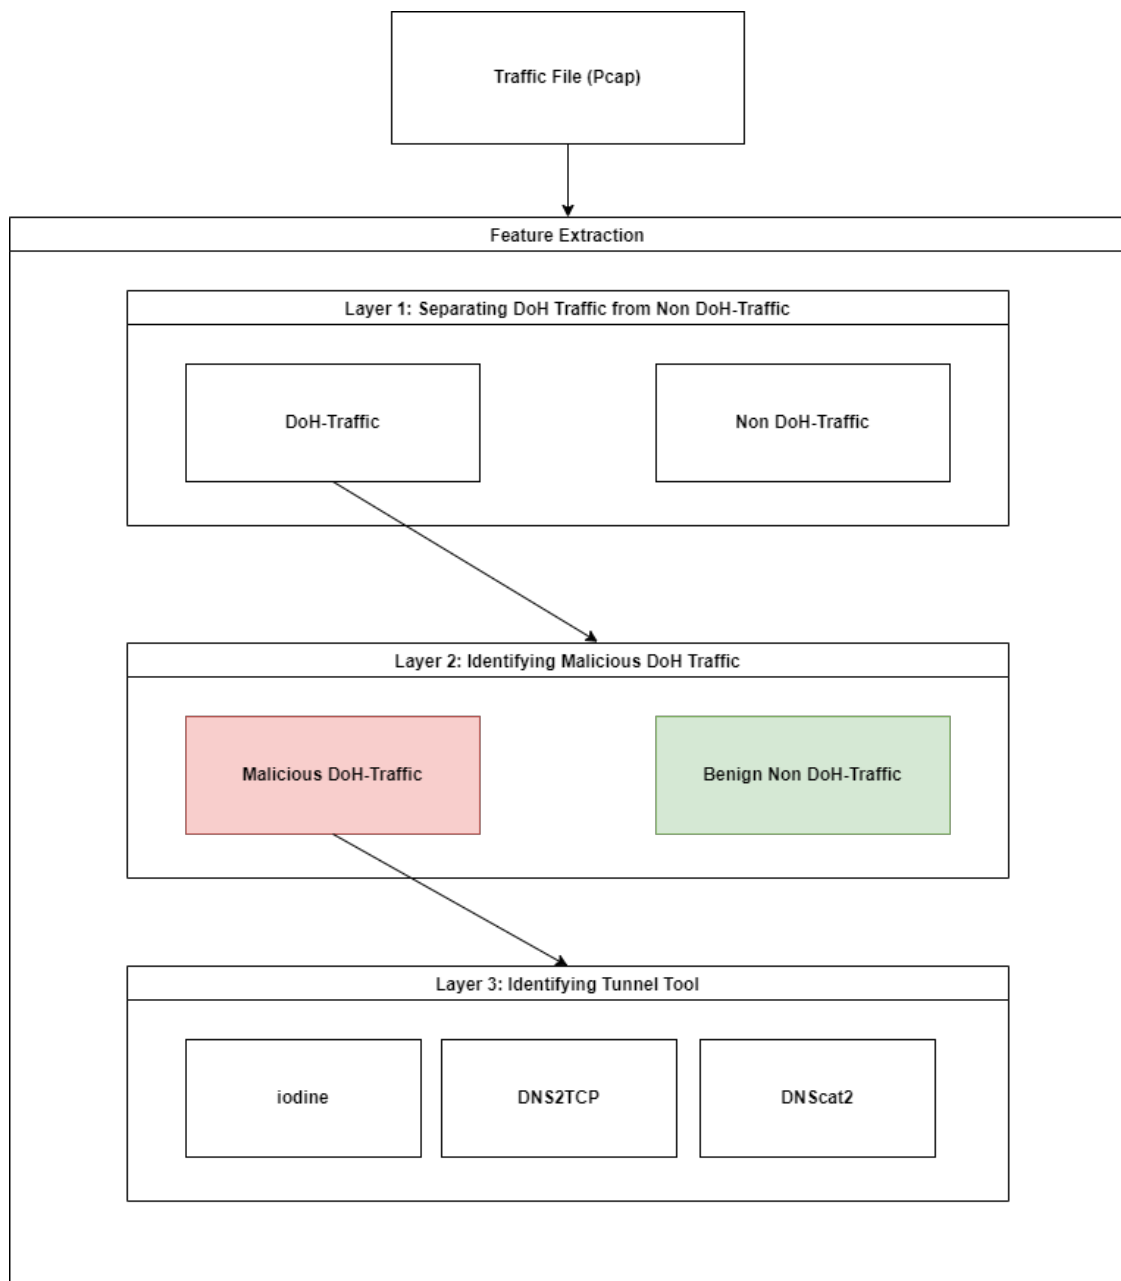 Traffic File (Pcap)
Feature Extraction
Layer 1: Separating DoH Traffic from Non DoH-Traffic
DoH-Traffic
Non DoH-Traffic
Layer 2: Identifying Malicious DoH Traffic
Malicious DoH-Traffic
Benign Non DoH-Traffic
Layer 3: Identifying Tunnel Tool
iodine
DNS2TCP
DNScat2